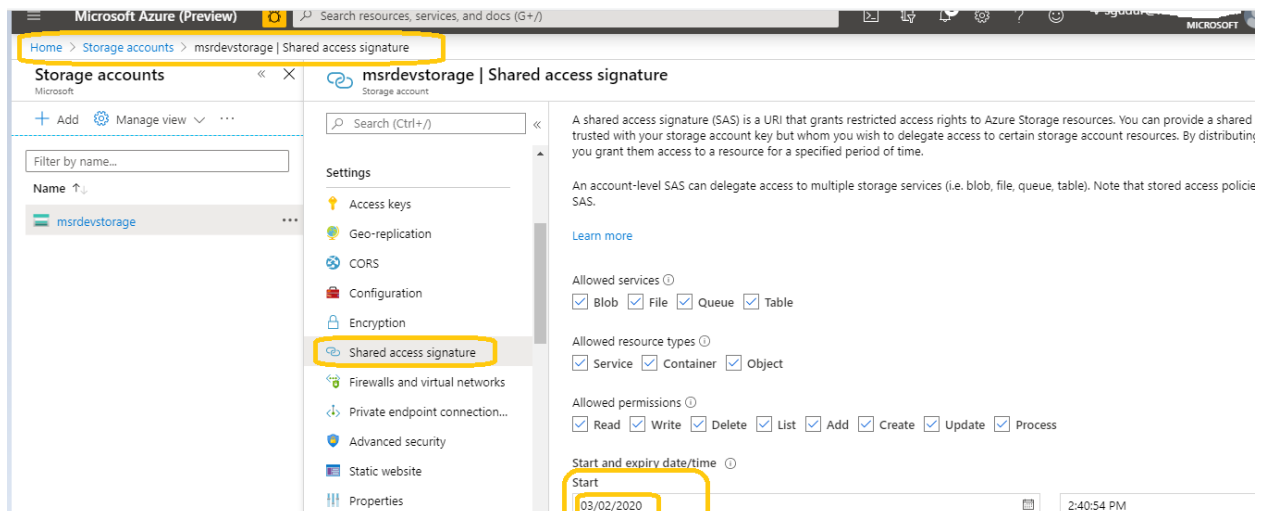 Microsoft Azure (Preview)
Search resources, services, and docs (G+/)
MICROSOFT
Home > Storage accounts > msrdevstorage | Shared access signature
Storage accounts
Microsoft
+ Add Manage view ...
Filter by name...
Name ↑↓
msrdevstorage ...
msrdevstorage | Shared access signature
Storage account
Search (Ctrl+/)
Settings
Access keys
Geo-replication
CORS
Configuration
Encryption
Shared access signature
Firewalls and virtual networks
Private endpoint connection...
Advanced security
Static website
Properties
A shared access signature (SAS) is a URI that grants restricted access rights to Azure Storage resources. You can provide a shared
trusted with your storage account key but whom you wish to delegate access to certain storage account resources. By distributing
you grant them access to a resource for a specified period of time.
An account-level SAS can delegate access to multiple storage services (i.e. blob, file, queue, table). Note that stored access policie
SAS.
Learn more
Allowed services
Blob File Queue Table
Allowed resource types
Service Container Object
Allowed permissions
Read Write Delete List Add Create Update Process
Start and expiry date/time
Start
03/02/2020 2:40:54 PM